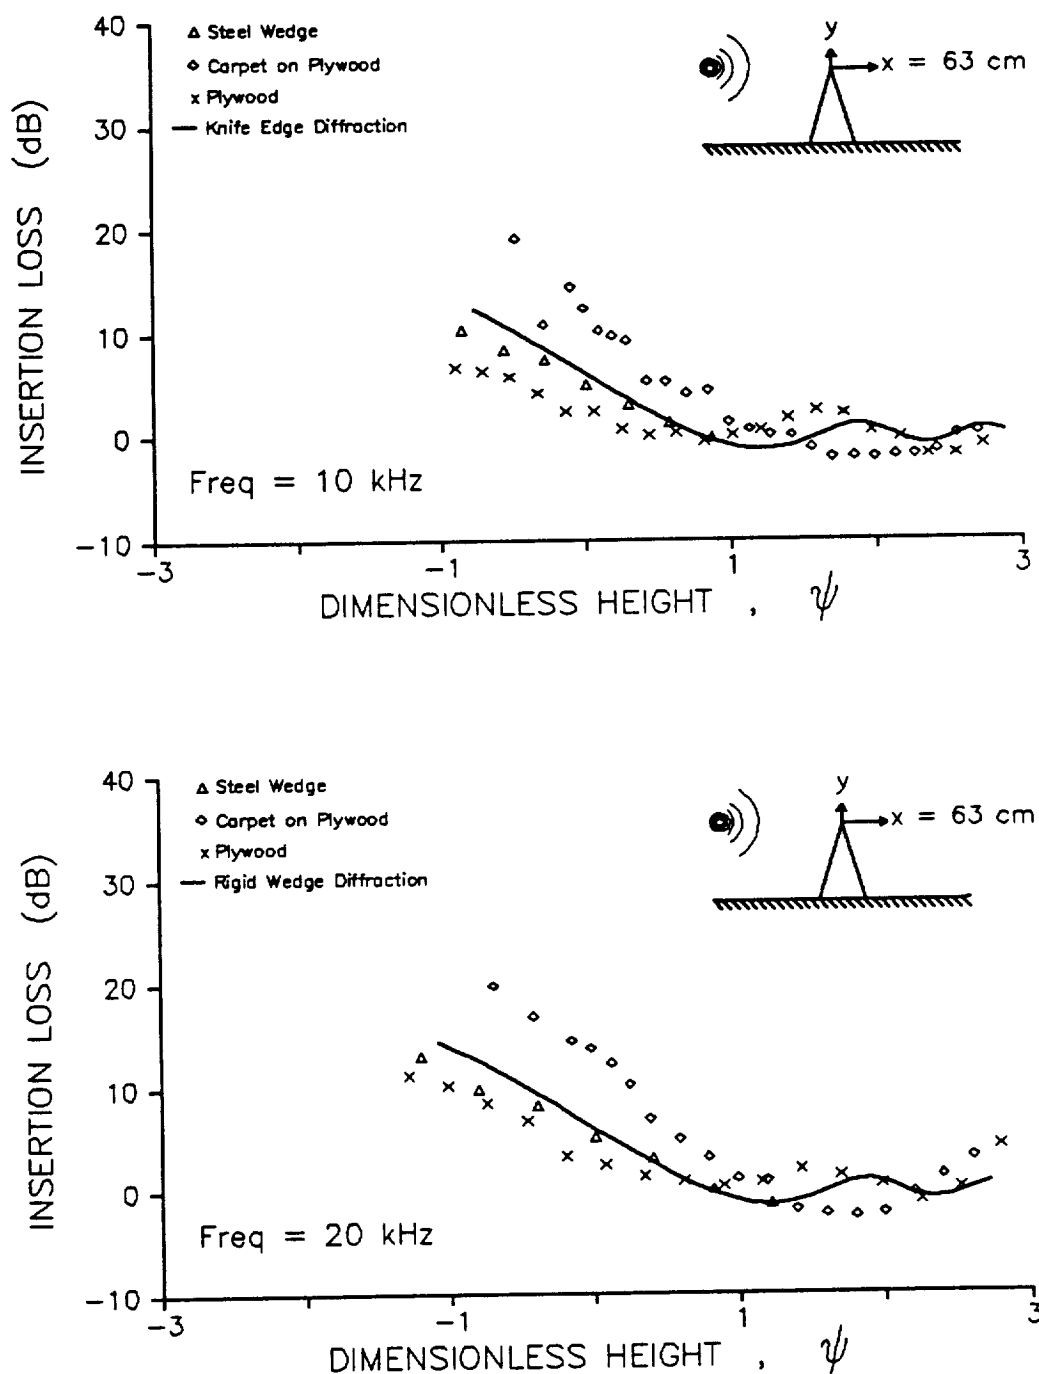 40
30
20
10
0
-10
INSERTION LOSS (dB)
△ Steel Wedge
◇ Carpet on Plywood
× Plywood
— Knife Edge Diffraction
y
x = 63 cm
Freq = 10 kHz
-3
-1
1
3
DIMENSIONLESS HEIGHT , ψ
40
30
20
10
0
-10
INSERTION LOSS (dB)
△ Steel Wedge
◇ Carpet on Plywood
× Plywood
— Rigid Wedge Diffraction
y
x = 63 cm
Freq = 20 kHz
-3
-1
1
3
DIMENSIONLESS HEIGHT , ψ